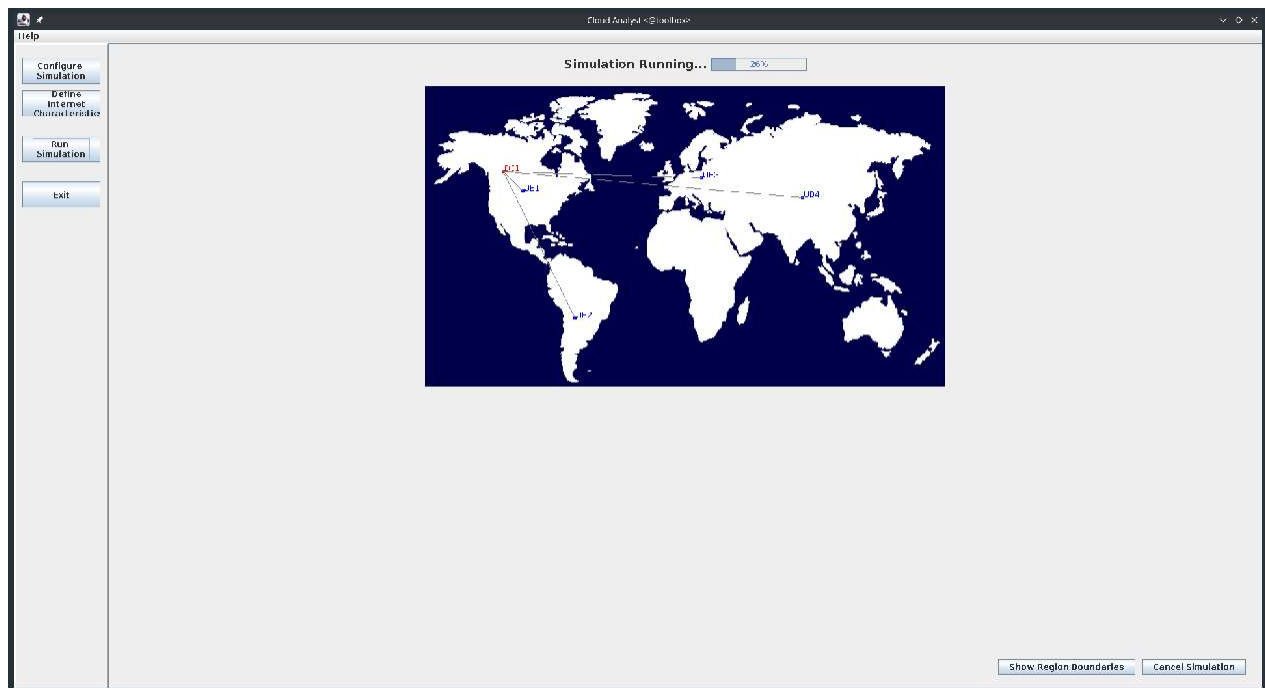 Cloud Analyst <@toolbox>
Help
Configure
Simulation
Define
Internet
Characteristic
Run
Simulation
Exit
Simulation Running... 26%
DC1
UB1
UB3
UB4
UB2
Show Region Boundaries
Cancel Simulation